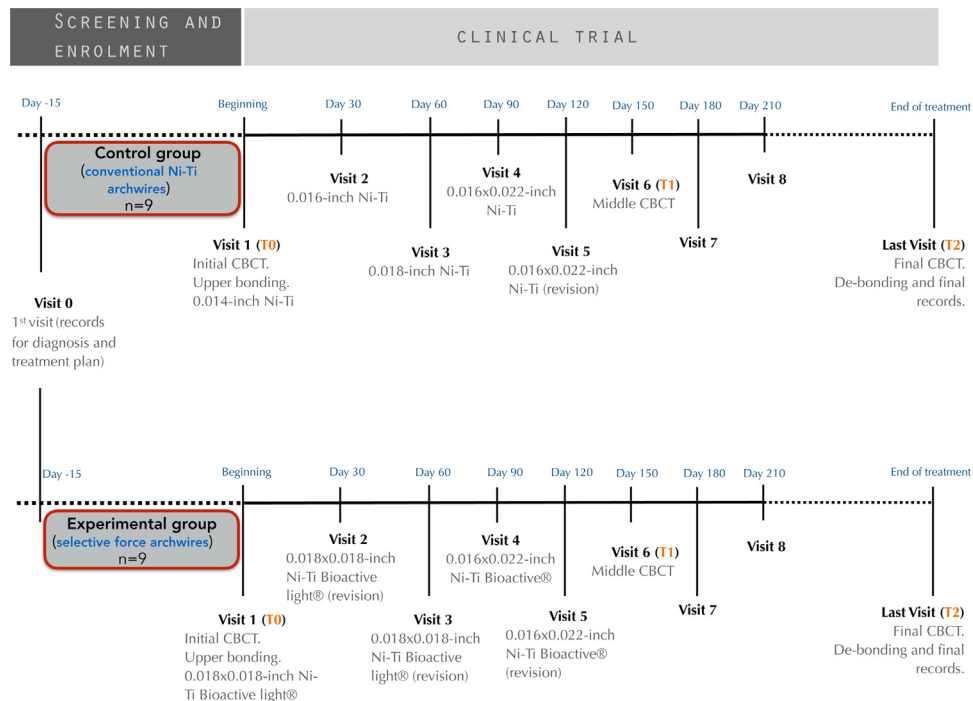 SCREENING AND
ENROLMENT
CLINICAL TRIAL
Day -15
Beginning
Day 30
Day 60
Day 90
Day 120
Day 150
Day 180
Day 210
End of treatment
Control group
(conventional Ni-Ti
archwires)
n=9
Visit 2
0.016-inch Ni-Ti
Visit 4
0.016x0.022-inch
Ni-Ti
Visit 6 (T1)
Middle CBCT
Visit 8
Visit 1 (T0)
Initial CBCT.
Upper bonding.
0.014-inch Ni-Ti
Visit 3
0.018-inch Ni-Ti
Visit 5
0.016x0.022-inch
Ni-Ti (revision)
Visit 7
Last Visit (T2)
Final CBCT.
De-bonding and final
records.
Visit 0
1st visit (records
for diagnosis and
treatment plan)
Day -15
Beginning
Day 30
Day 60
Day 90
Day 120
Day 150
Day 180
Day 210
End of treatment
Experimental group
(selective force archwires)
n=9
Visit 2
0.018x0.018-inch
Ni-Ti Bioactive
light® (revision)
Visit 4
0.016x0.022-inch
Ni-Ti Bioactive®
Visit 6 (T1)
Middle CBCT
Visit 8
Visit 1 (T0)
Initial CBCT.
Upper bonding.
0.018x0.018-inch Ni-
Ti Bioactive light®
Visit 3
0.018x0.018-inch
Ni-Ti Bioactive
light® (revision)
Visit 5
0.016x0.022-inch
Ni-Ti Bioactive®
(revision)
Visit 7
Last Visit (T2)
Final CBCT.
De-bonding and final
records.